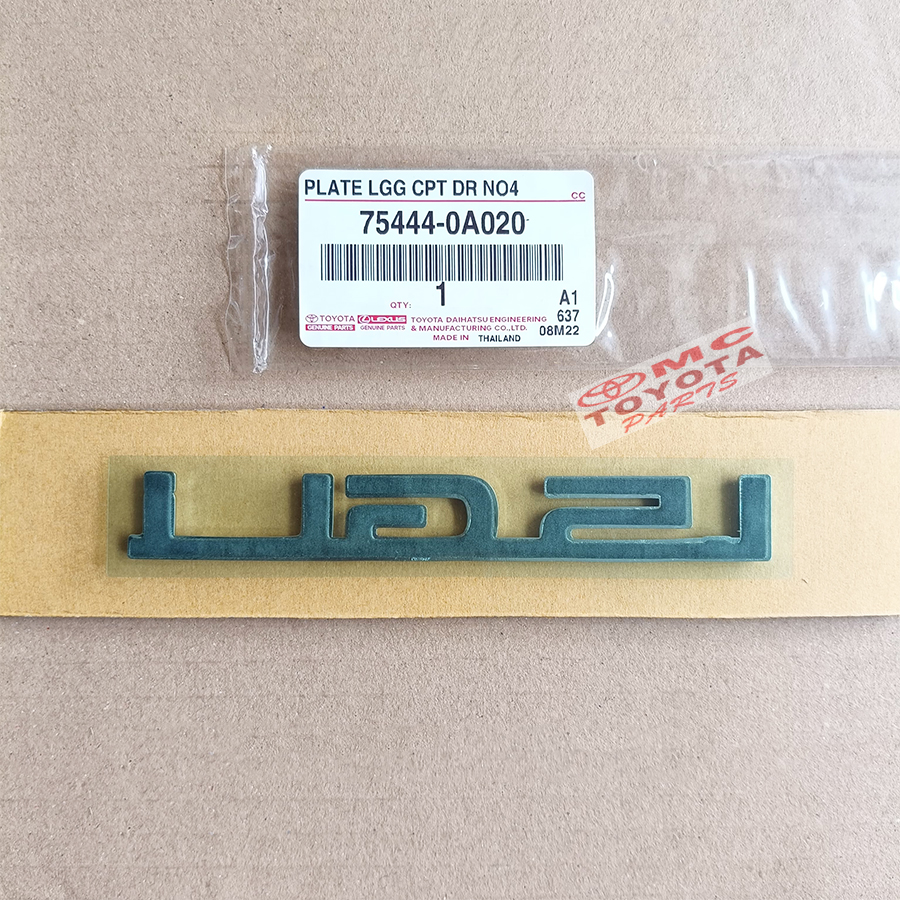 PLATE LGG CPT DR NO4
CC
75444-0A020
QTY: 1
A1
637
08M22
TOYOTA
GENUINE PARTS
LEXUS
GENUINE PARTS
TOYOTA DAIHATSU ENGINEERING
& MANUFACTURING CO., LTD.
MADE IN THAILAND
MC
TOYOTA
PARTS